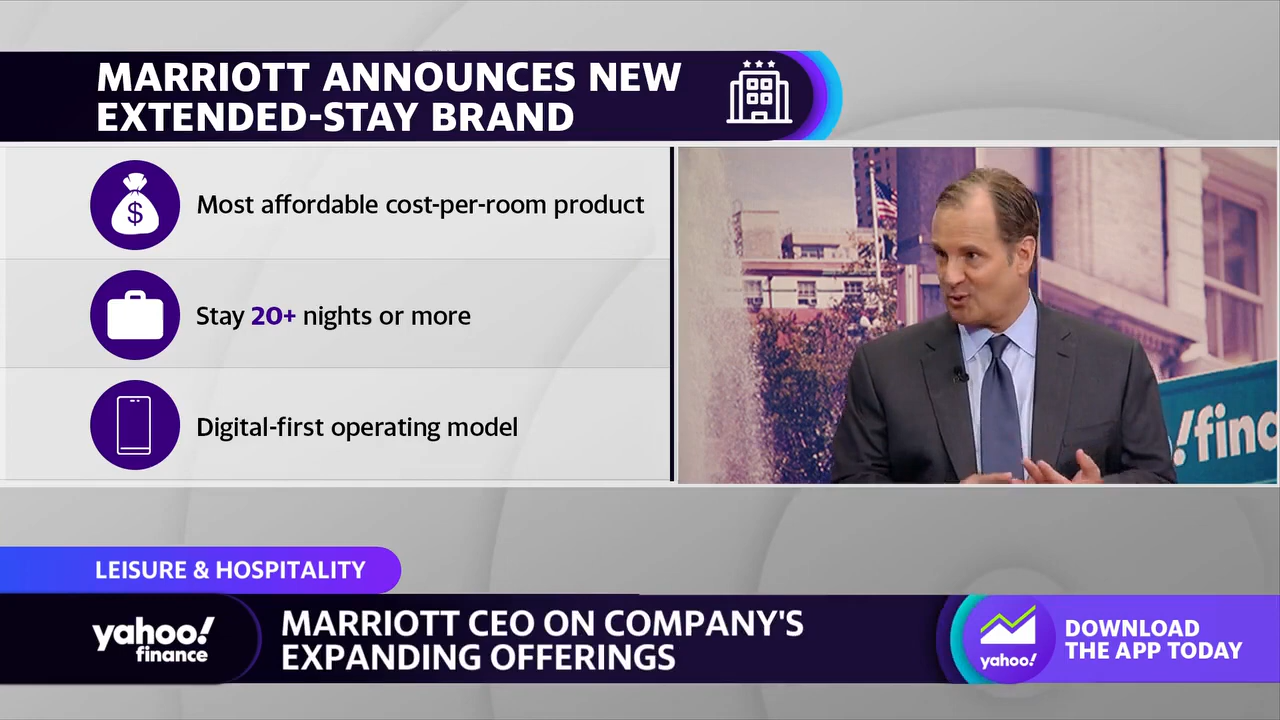 MARRIOTT ANNOUNCES NEW
EXTENDED-STAY BRAND
$
Most affordable cost-per-room product
Stay 20+ nights or more
Digital-first operating model
!fina
LEISURE & HOSPITALITY
yahoo!
finance
MARRIOTT CEO ON COMPANY'S
EXPANDING OFFERINGS
yahoo!
DOWNLOAD
THE APP TODAY